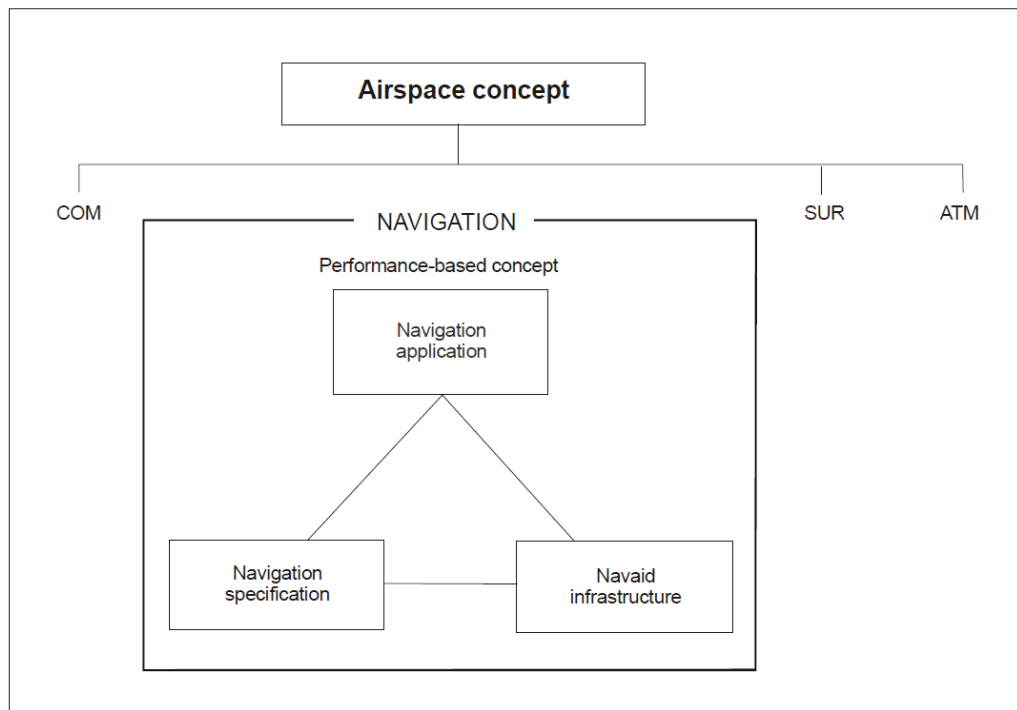 Airspace concept
COM
SUR
ATM
NAVIGATION
Performance-based concept
Navigation
application
Navigation
specification
Navaid
infrastructure